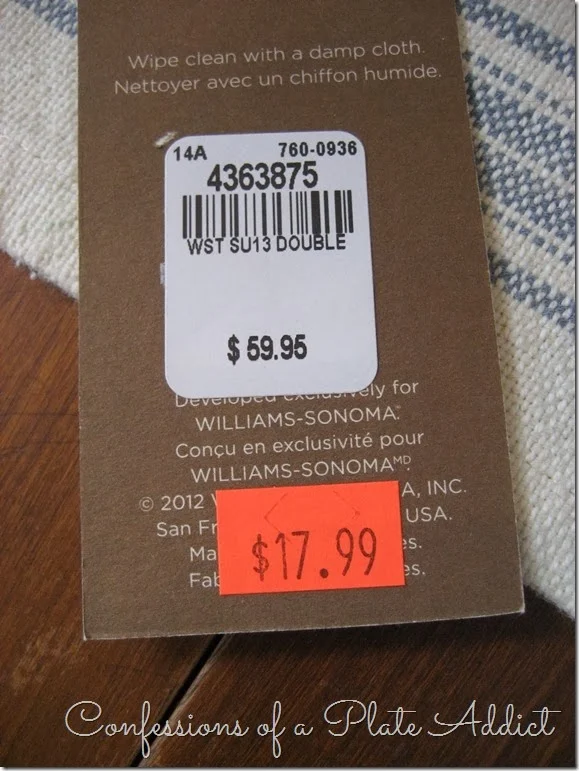 Wipe clean with a damp cloth.
Nettoyer avec un chiffon humide.
14A 760-0936
4363875
WST SU13 DOUBLE
$ 59.95
Developed exclusively for
WILLIAMS-SONOMA.
Conçu en exclusivité pour
WILLIAMS-SONOMA MD.
© 2012 , INC.
San USA.
$17.99
Confessions of a Plate Addict